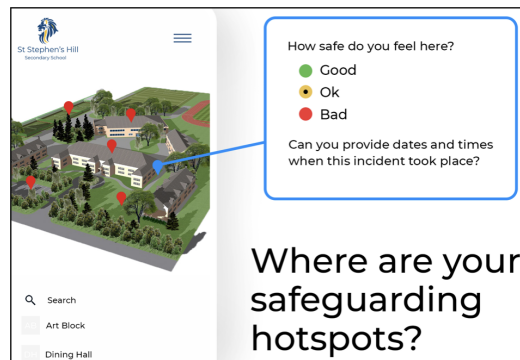 St Stephen's Hill
Secondary School
How safe do you feel here?
Good
Ok
Bad
Can you provide dates and times
when this incident took place?
Where are your
safeguarding
hotspots?
Search
Art Block
Dining Hall